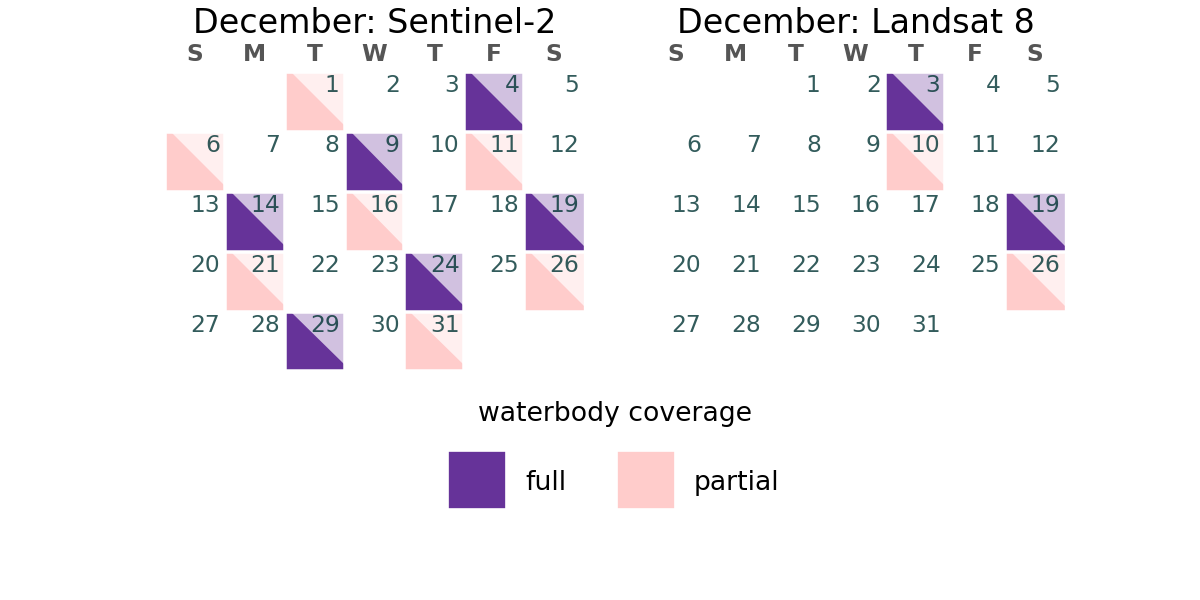 December: Sentinel-2
S M T W T F S
1 2 3 4 5
6 7 8 9 10 11 12
13 14 15 16 17 18 19
20 21 22 23 24 25 26
27 28 29 30 31
December: Landsat 8
S M T W T F S
1 2 3 4 5
6 7 8 9 10 11 12
13 14 15 16 17 18 19
20 21 22 23 24 25 26
27 28 29 30 31
waterbody coverage
full partial